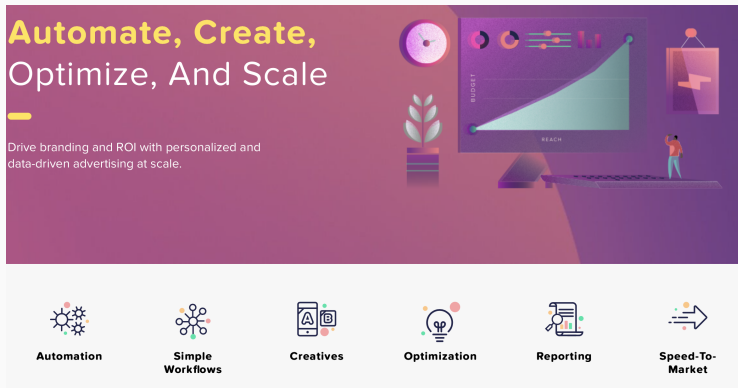 Automate, Create,
Optimize, And Scale
Drive branding and ROI with personalized and
data-driven advertising at scale.
BUDGET
REACH
Automation
Simple
Workflows
A
B
Creatives
Optimization
Reporting
Speed-To-
Market